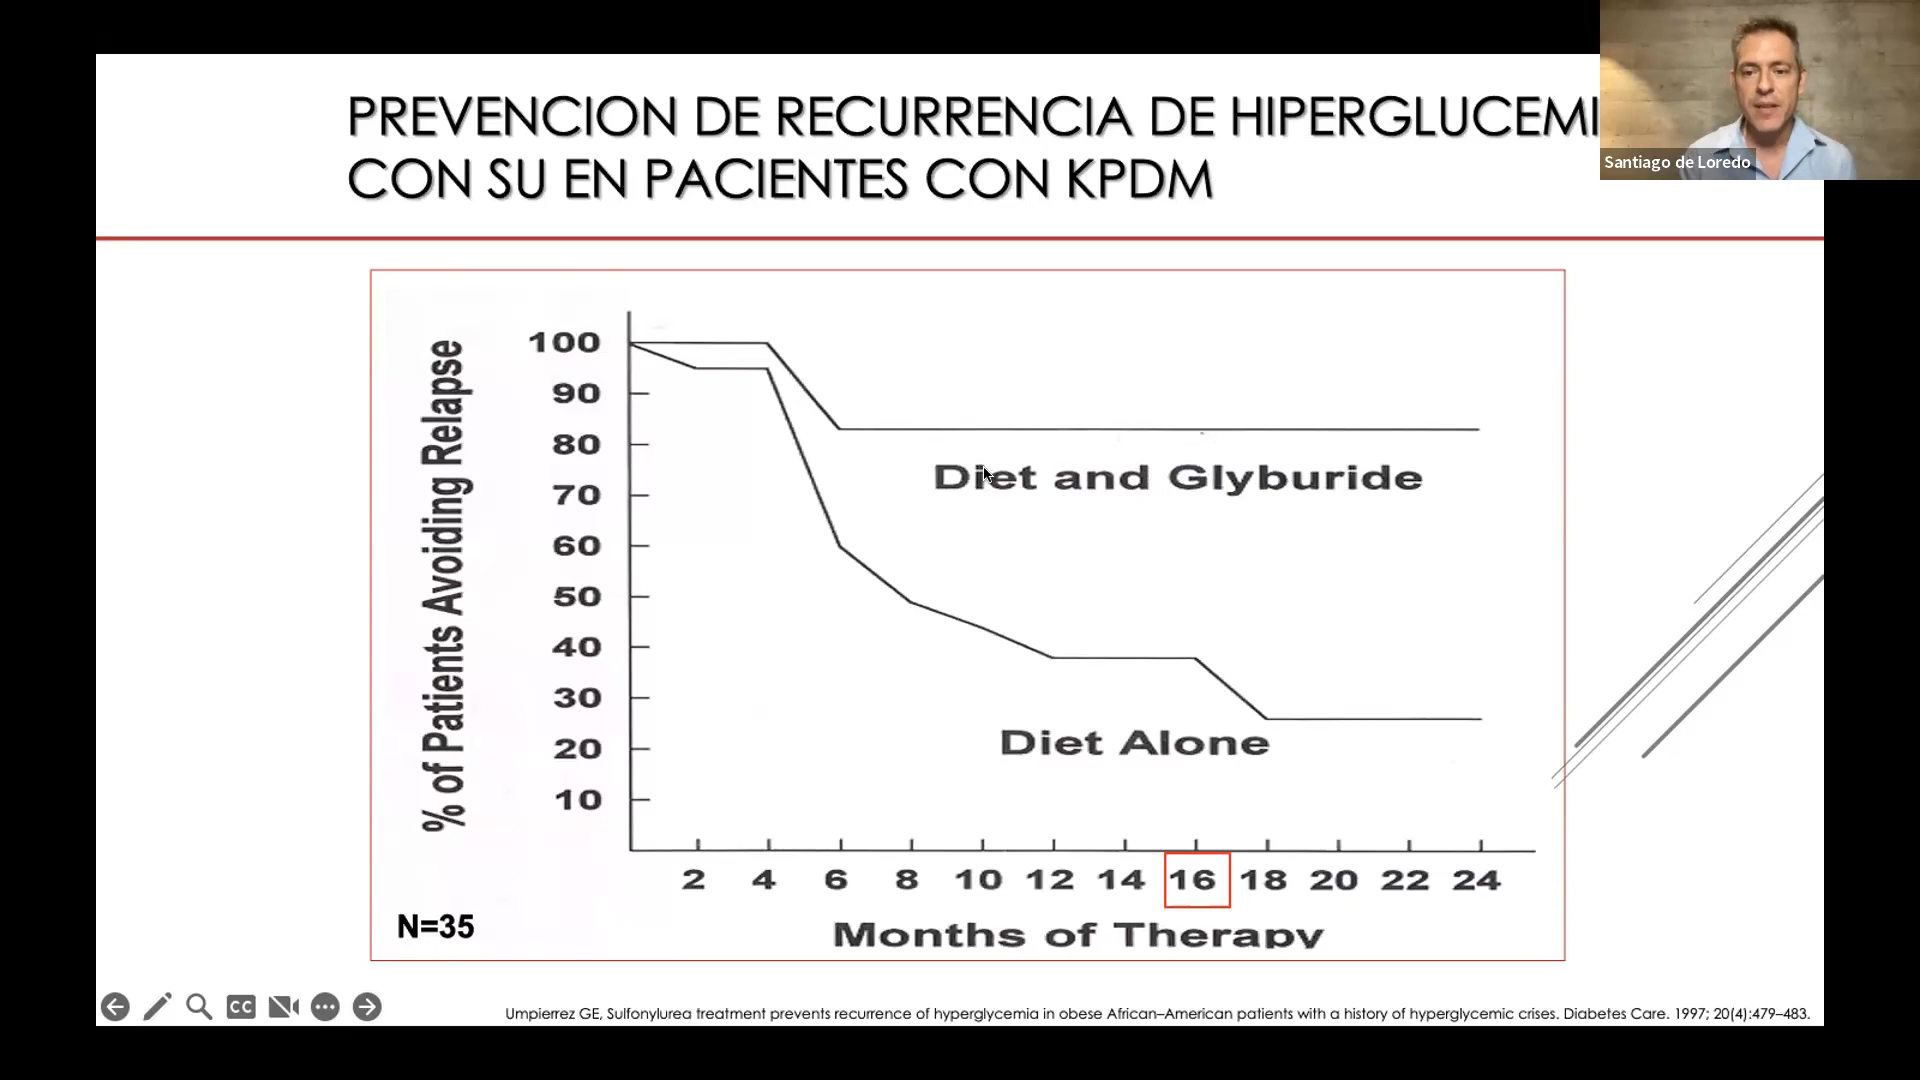 PREVENCION DE RECURRENCIA DE HIPERGLUCEMI
CON SU EN PACIENTES CON KPDM
Santiago de Loredo
% of Patients Avoiding Relapse
100
90
80
70
60
50
40
30
20
10
Diet and Glyburide
Diet Alone
2 4 6 8 10 12 14 16 18 20 22 24
Months of Therapy
N=35
CC
Umpierrez GE, Sulfonylurea treatment prevents recurrence of hyperglycemia in obese African–American patients with a history of hyperglycemic crises. Diabetes Care. 1997; 20(4):479–483.